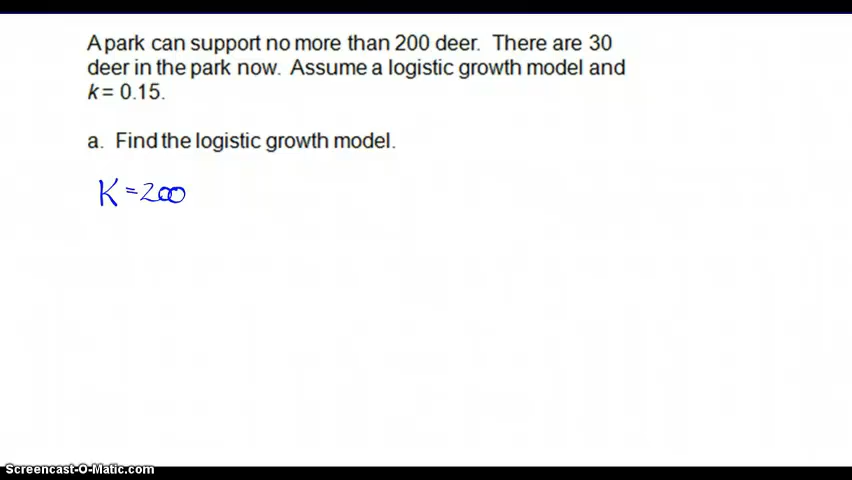 A park can support no more than 200 deer.  There are 30
deer in the park now.  Assume a logistic growth model and
k = 0.15.
a.  Find the logistic growth model.
K = 200
Screencast-O-Matic.com